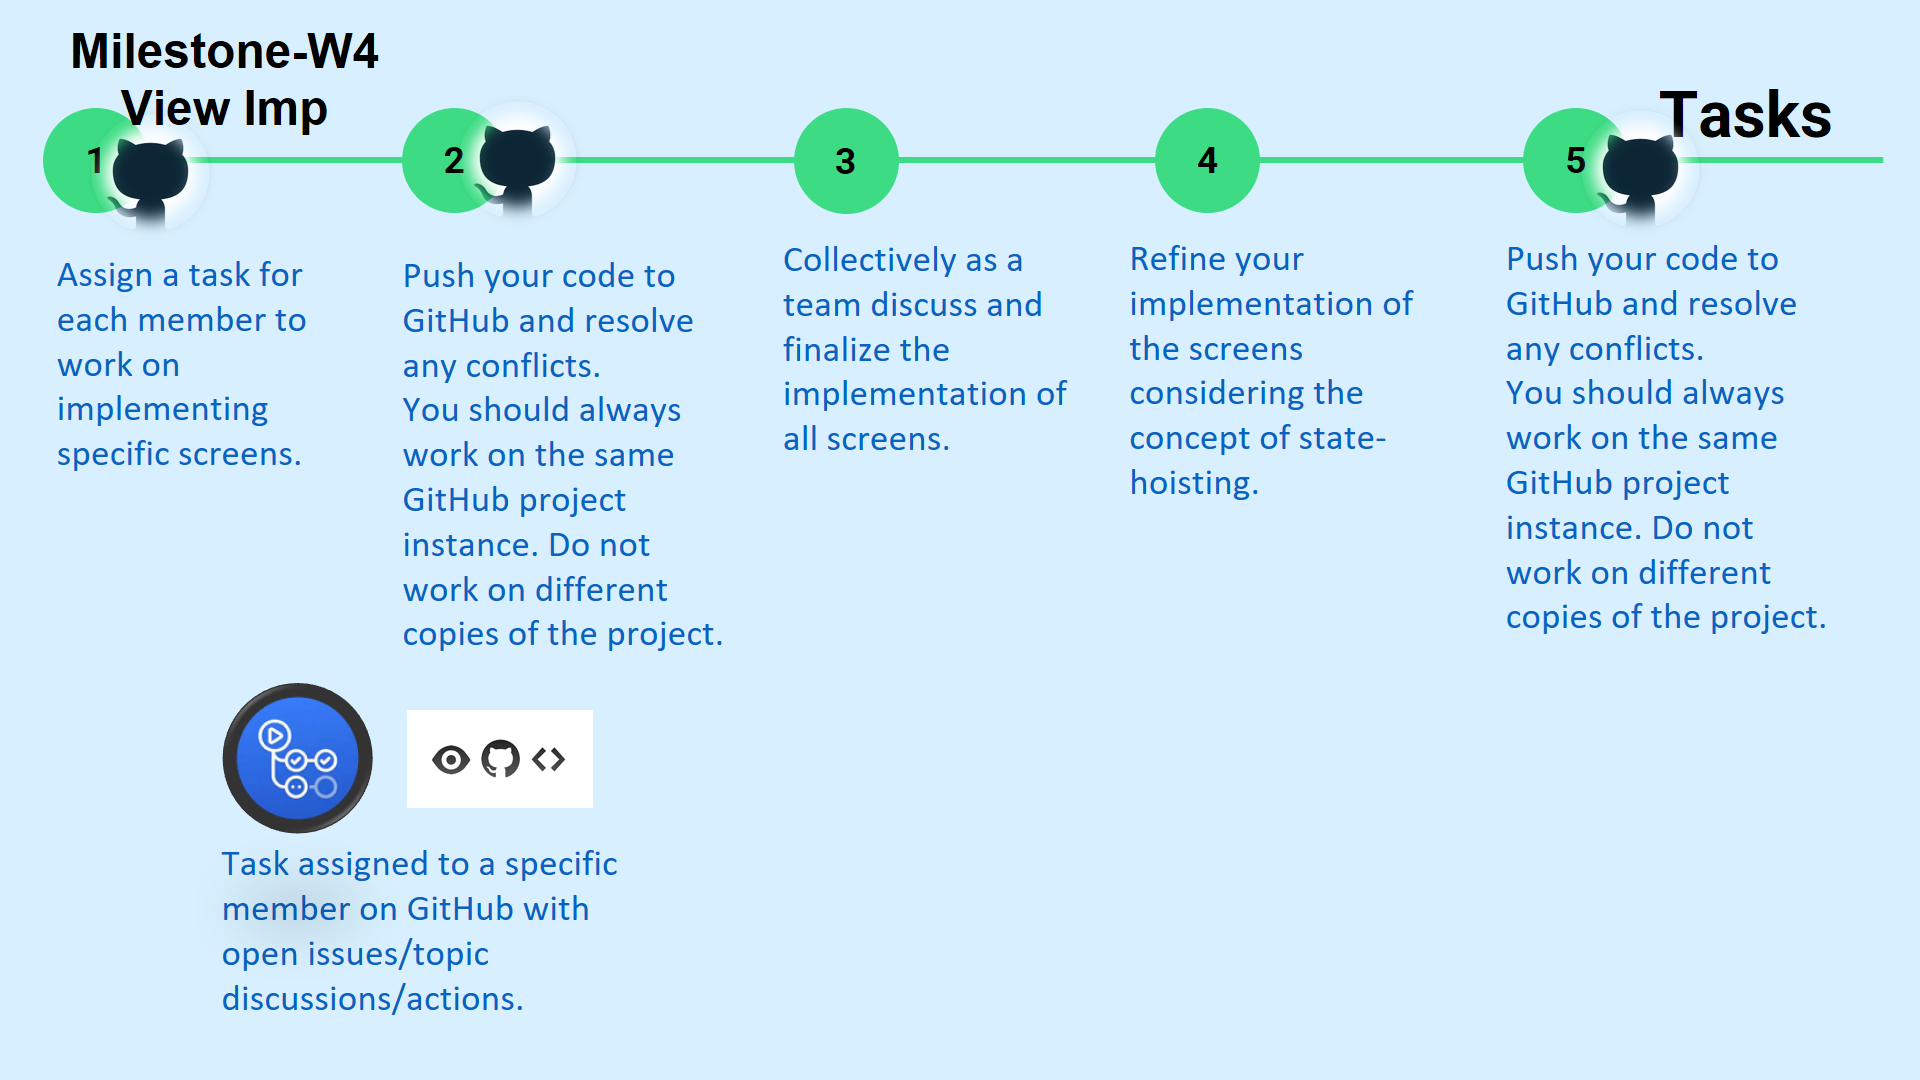 Milestone-W4
View Imp
Tasks
1
2
3
4
5
Assign a task for
each member to
work on
implementing
specific screens.
Push your code to
GitHub and resolve
any conflicts.
You should always
work on the same
GitHub project
instance. Do not
work on different
copies of the project.
Collectively as a
team discuss and
finalize the
implementation of
all screens.
Refine your
implementation of
the screens
considering the
concept of state-
hoisting.
Push your code to
GitHub and resolve
any conflicts.
You should always
work on the same
GitHub project
instance. Do not
work on different
copies of the project.
Task assigned to a specific
member on GitHub with
open issues/topic
discussions/actions.